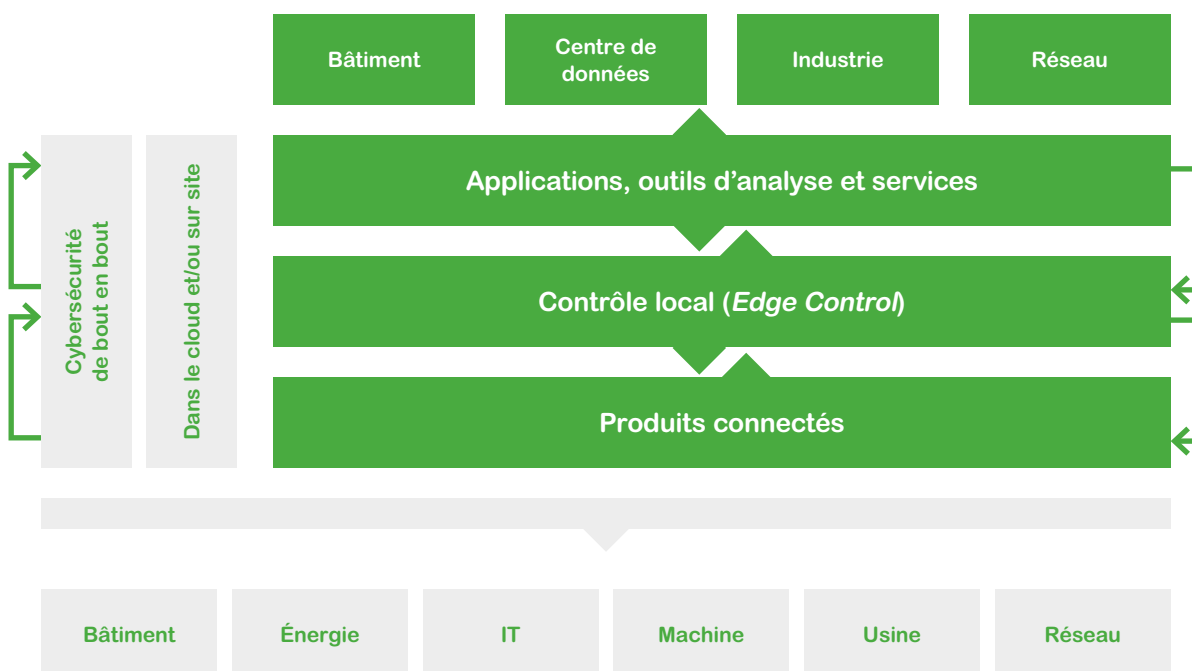 Bâtiment
Centre de
données
Industrie
Réseau
Cybersécurité
de bout en bout
Dans le cloud et/ou sur site
Applications, outils d’analyse et services
Contrôle local (Edge Control)
Produits connectés
Bâtiment
Énergie
IT
Machine
Usine
Réseau